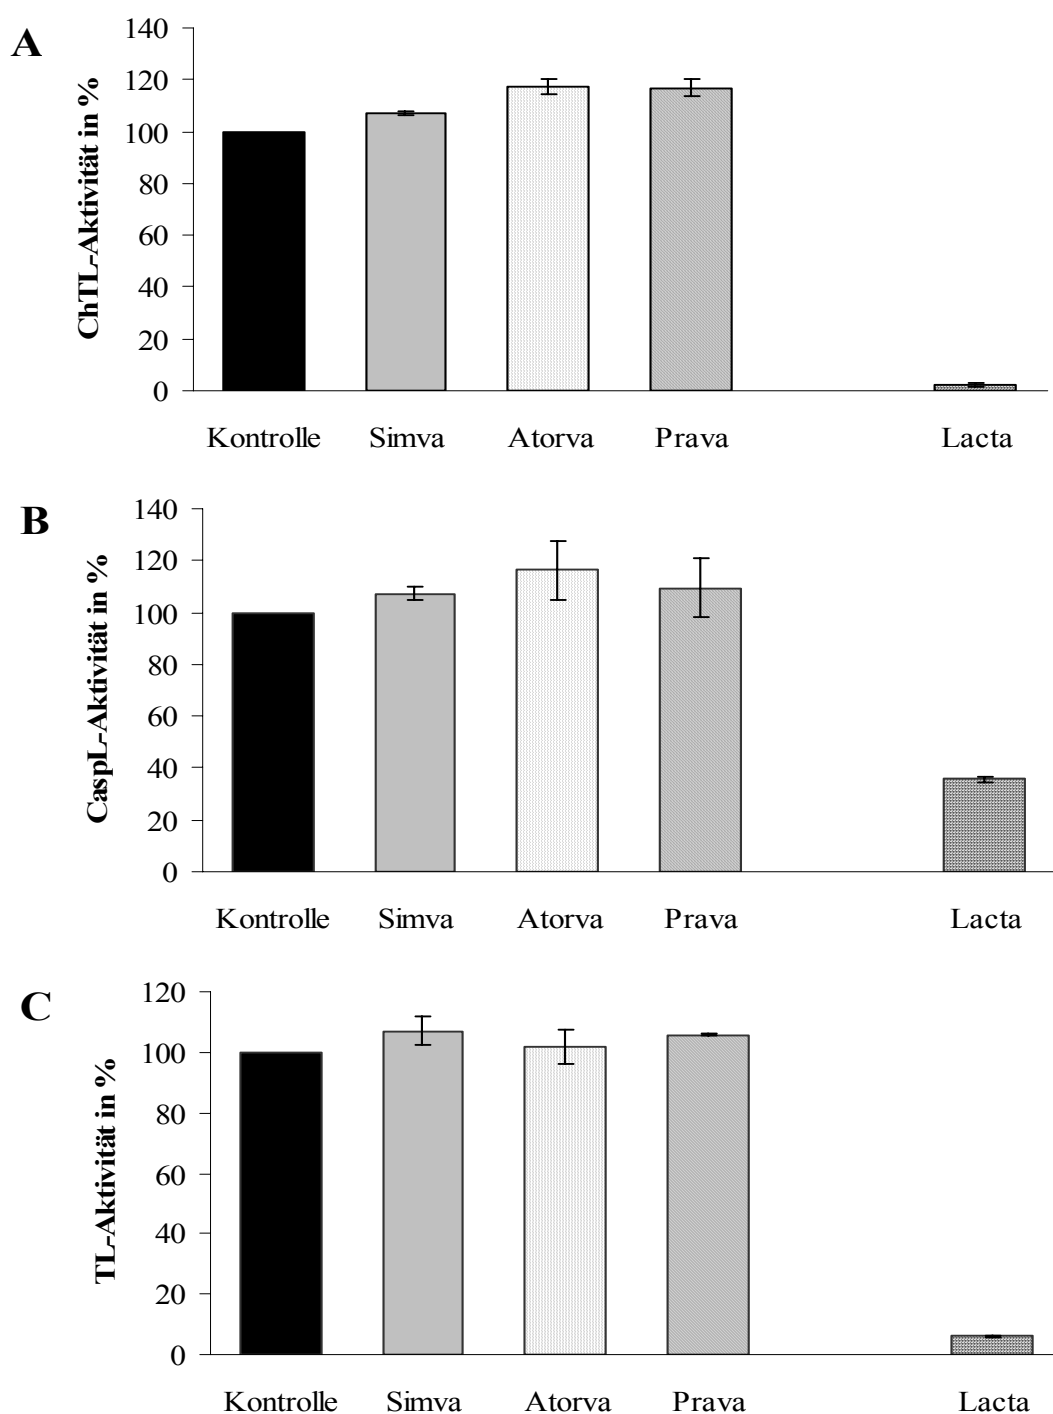 A
ChTL-Aktivität in %
140
120
100
80
60
40
20
0
Kontrolle Simva Atorva Prava Lacta
B
CaspL-Aktivität in %
140
120
100
80
60
40
20
0
Kontrolle Simva Atorva Prava Lacta
C
TL-Aktivität in %
120
100
80
60
40
20
0
Kontrolle Simva Atorva Prava Lacta